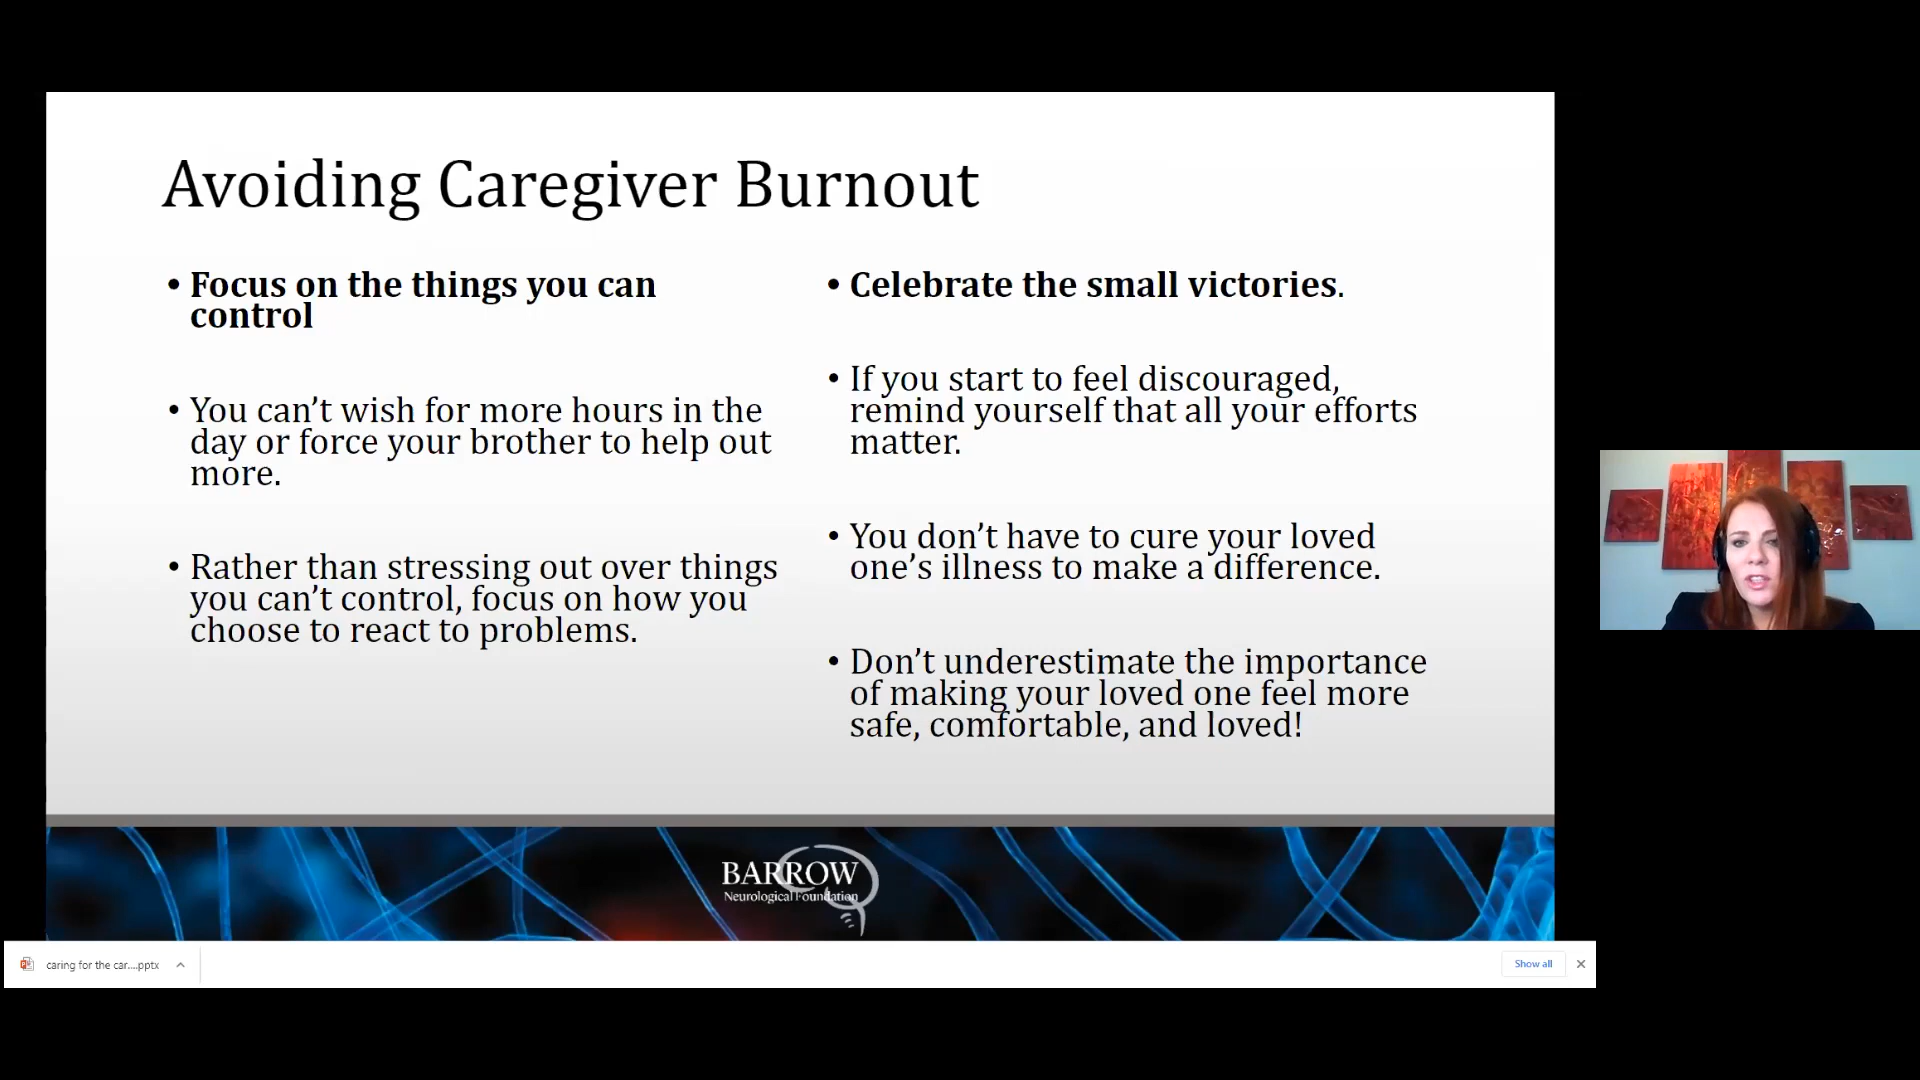 Avoiding Caregiver Burnout
• Focus on the things you can
control
• You can’t wish for more hours in the
day or force your brother to help out
more.
• Rather than stressing out over things
you can’t control, focus on how you
choose to react to problems.
• Celebrate the small victories.
• If you start to feel discouraged,
remind yourself that all your efforts
matter.
• You don’t have to cure your loved
one’s illness to make a difference.
• Don’t underestimate the importance
of making your loved one feel more
safe, comfortable, and loved!
BARROW
Neurological Foundation
caring for the car....pptx
Show all